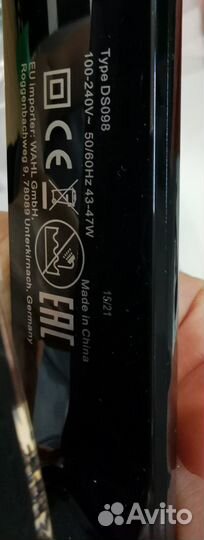 Type DS098
100-240V~ 50/60Hz 43-47W
CE
EU importer: WAHL GmbH,
Roggenbachweg 9, 78089 Unterkirnach, Germany
EAC
Made in China
15/21
Avito